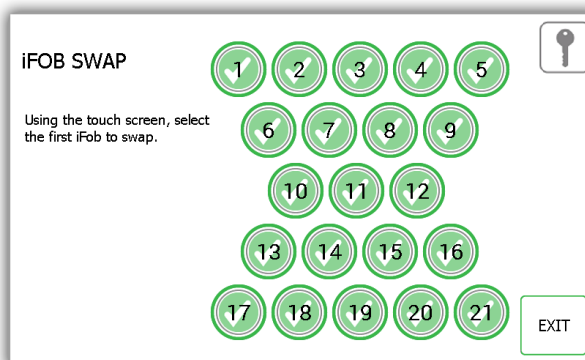 iFOB SWAP
Using the touch screen, select
the first iFob to swap.
1 2 3 4 5
6 7 8 9
10 11 12
13 14 15 16
17 18 19 20 21
EXIT